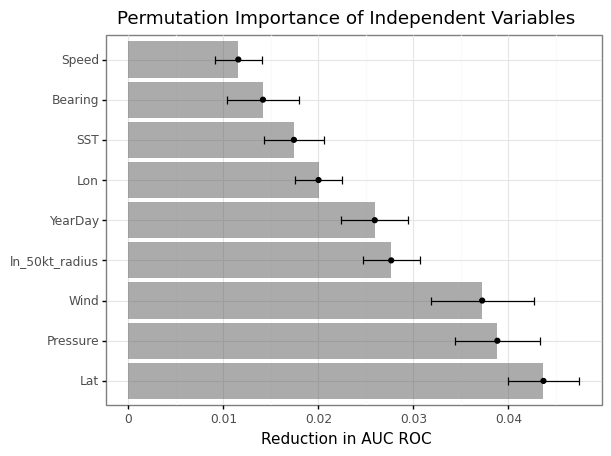 Permutation Importance of Independent Variables
Speed
Bearing
SST
Lon
YearDay
ln_50kt_radius
Wind
Pressure
Lat
0 0.01 0.02 0.03 0.04
Reduction in AUC ROC